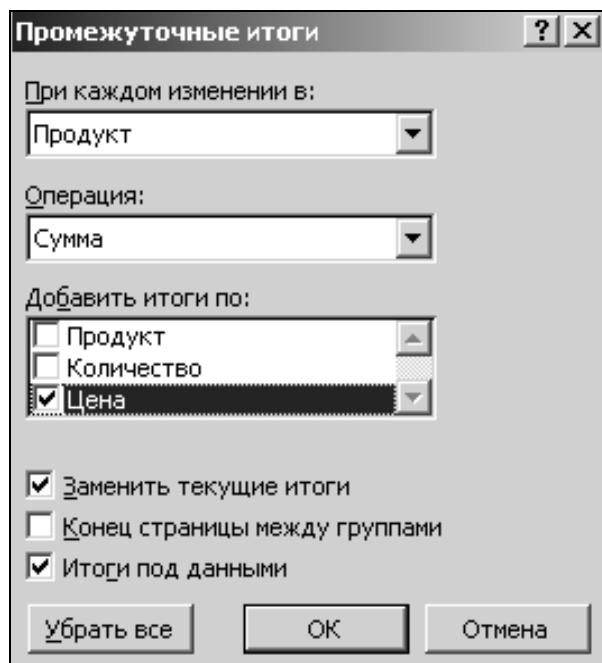 Промежуточные итоги
При каждом изменении в:
Продукт
Операция:
Сумма
Добавить итоги по:
Продукт
Количество
Цена
Заменить текущие итоги
Конец страницы между группами
Итоги под данными
Убрать все ОК Отмена